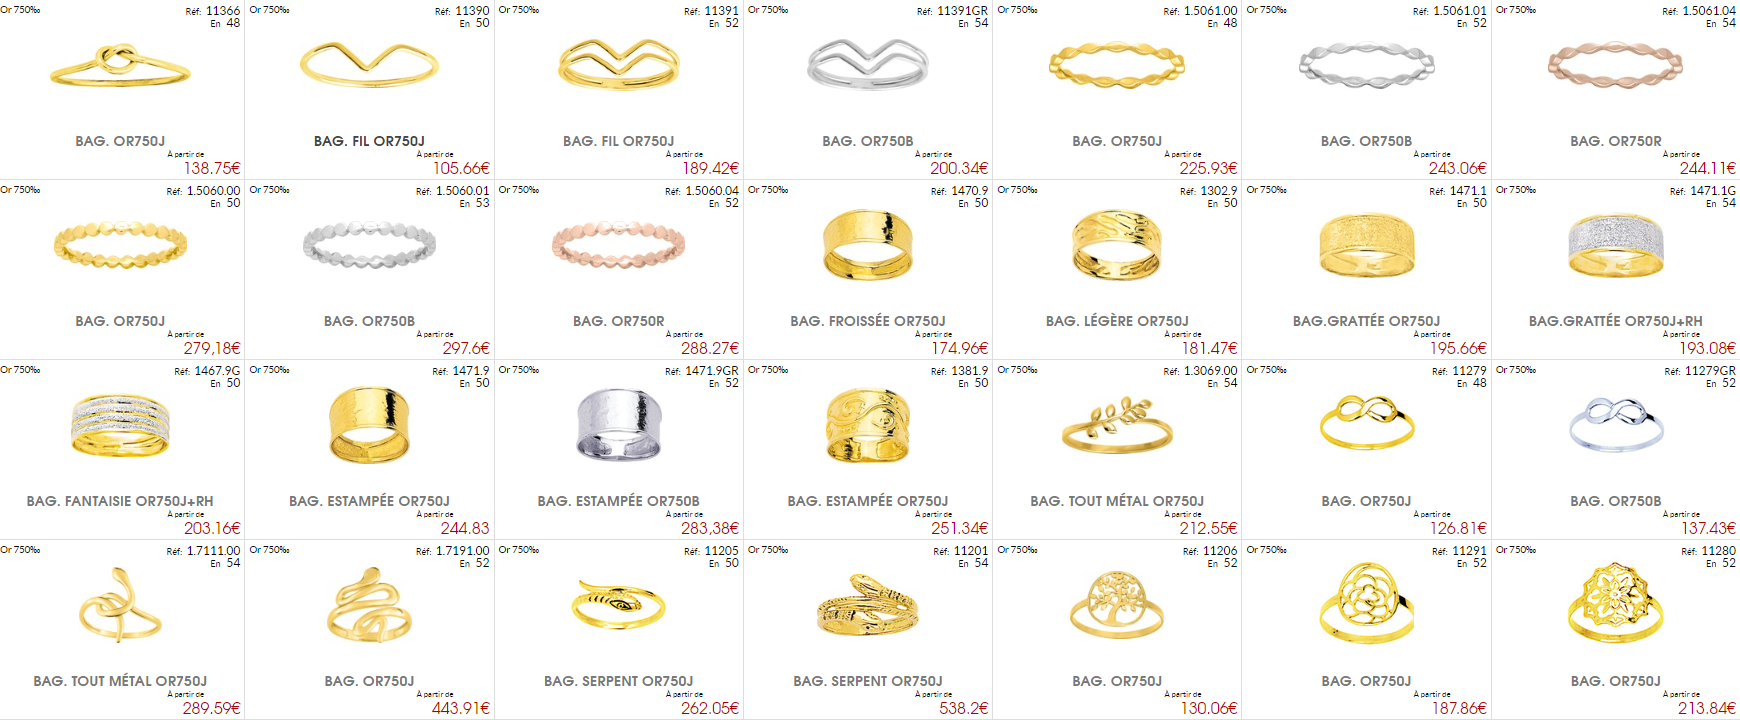 Or 750‰ Réf: 11366
En 48
BAG. OR750J
À partir de
138.75€
Or 750‰ Réf: 11390
En 50
BAG. FIL OR750J
À partir de
105.66€
Or 750‰ Réf: 11391
En 52
BAG. FIL OR750J
À partir de
189.42€
Or 750‰ Réf: 11391GR
En 54
BAG. OR750B
À partir de
200.34€
Or 750‰ Réf: 1.5061.00
En 48
BAG. OR750J
À partir de
225.93€
Or 750‰ Réf: 1.5061.01
En 52
BAG. OR750B
À partir de
243.06€
Or 750‰ Réf: 1.5061.04
En 54
BAG. OR750R
À partir de
244.11€
Or 750‰ Réf: 1.5060.00
En 50
BAG. OR750J
À partir de
279,18€
Or 750‰ Réf: 1.5060.01
En 53
BAG. OR750B
À partir de
297.6€
Or 750‰ Réf: 1.5060.04
En 52
BAG. OR750R
À partir de
288.27€
Or 750‰ Réf: 1470.9
En 50
BAG. FROISSÉE OR750J
À partir de
174.96€
Or 750‰ Réf: 1302.9
En 50
BAG. LÉGÈRE OR750J
À partir de
181.47€
Or 750‰ Réf: 1471.1
En 50
BAG.GRATTÉE OR750J
À partir de
195.66€
Or 750‰ Réf: 1471.1G
En 54
BAG.GRATTÉE OR750J+RH
À partir de
193.08€
Or 750‰ Réf: 1467.9G
En 50
BAG. FANTAISIE OR750J+RH
À partir de
203.16€
Or 750‰ Réf: 1471.9
En 50
BAG. ESTAMPÉE OR750J
À partir de
244.83
Or 750‰ Réf: 1471.9GR
En 52
BAG. ESTAMPÉE OR750B
À partir de
283,38€
Or 750‰ Réf: 1381.9
En 50
BAG. ESTAMPÉE OR750J
À partir de
251.34€
Or 750‰ Réf: 1.3069.00
En 54
BAG. TOUT MÉTAL OR750J
À partir de
212.55€
Or 750‰ Réf: 11279
En 48
BAG. OR750J
À partir de
126.81€
Or 750‰ Réf: 11279GR
En 52
BAG. OR750B
À partir de
137.43€
Or 750‰ Réf: 1.7111.00
En 54
BAG. TOUT MÉTAL OR750J
À partir de
289.59€
Or 750‰ Réf: 1.7191.00
En 52
BAG. OR750J
À partir de
443.91€
Or 750‰ Réf: 11205
En 50
BAG. SERPENT OR750J
À partir de
262.05€
Or 750‰ Réf: 11201
En 54
BAG. SERPENT OR750J
À partir de
538.2€
Or 750‰ Réf: 11206
En 52
BAG. OR750J
À partir de
130.06€
Or 750‰ Réf: 11291
En 52
BAG. OR750J
À partir de
187.86€
Or 750‰ Réf: 11280
En 52
BAG. OR750J
À partir de
213.84€